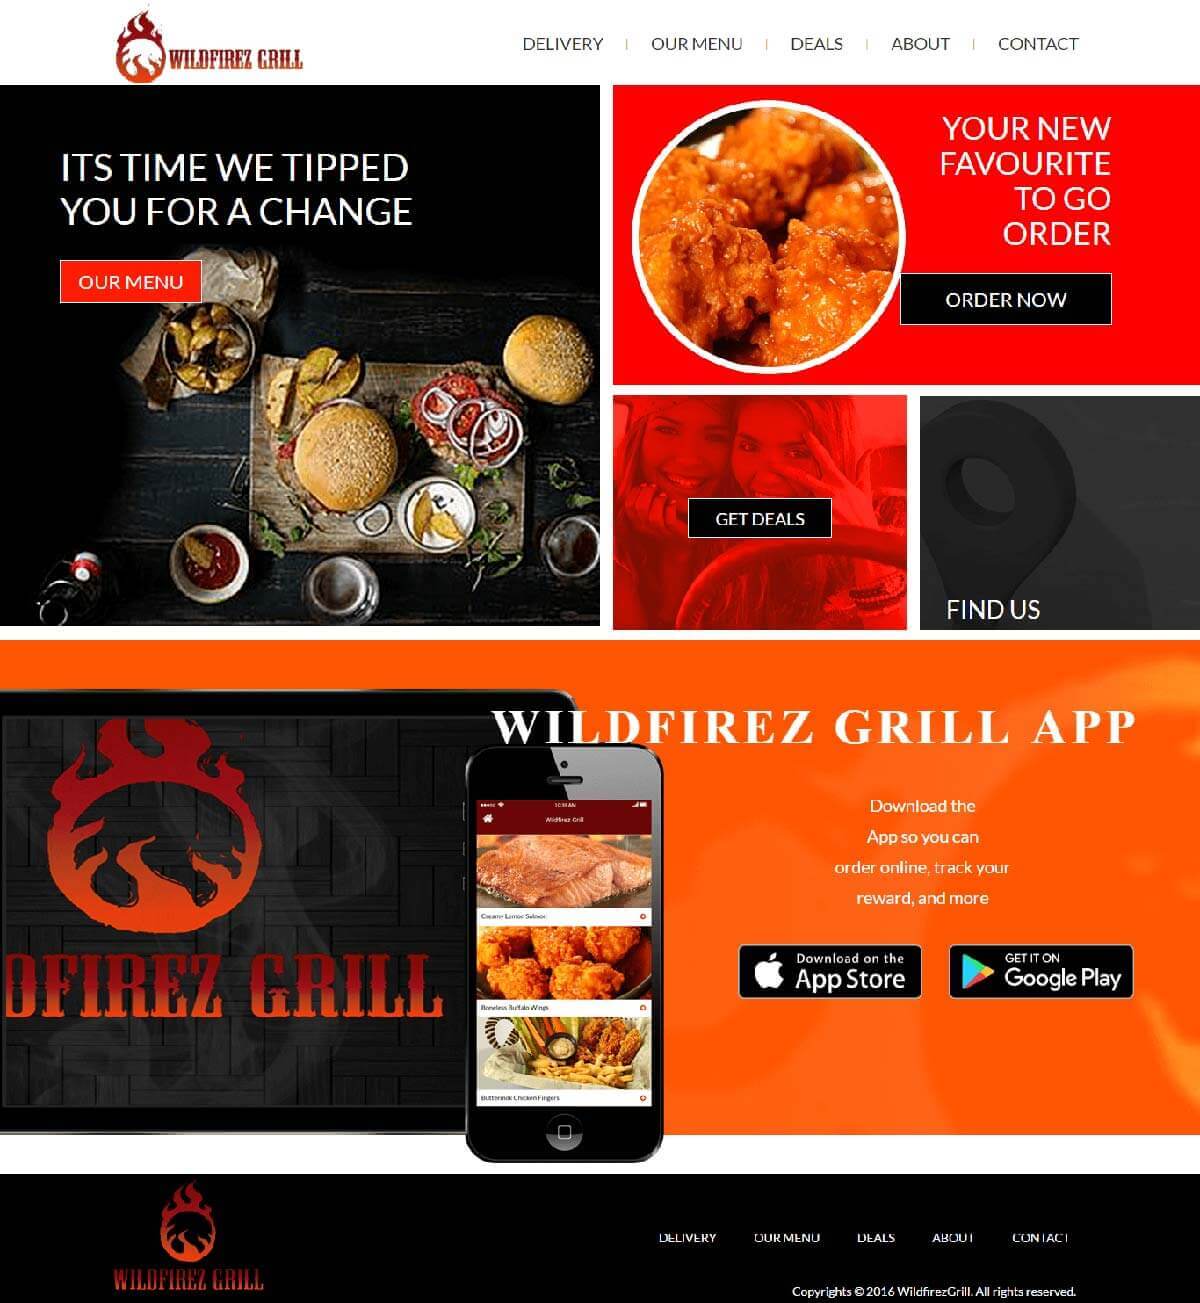 WILDFIREZ GRILL
DELIVERY
OUR MENU
DEALS
ABOUT
CONTACT
ITS TIME WE TIPPED
YOU FOR A CHANGE
OUR MENU
YOUR NEW
FAVOURITE
TO GO
ORDER
ORDER NOW
GET DEALS
FIND US
WILDFIREZ GRILL APP
DFIREZ GRILL
10:30 AM
Wildfirez Grill
Creamy Lemon Salmon
Boneless Buffalo Wings
Buttermilk Chicken Fingers
Download the
App so you can
order online, track your
reward, and more
Download on the
App Store
GET IT ON
Google Play
WILDFIREZ GRILL
DELIVERY
OUR MENU
DEALS
ABOUT
CONTACT
Copyrights © 2016 WildfirezGrill. All rights reserved.